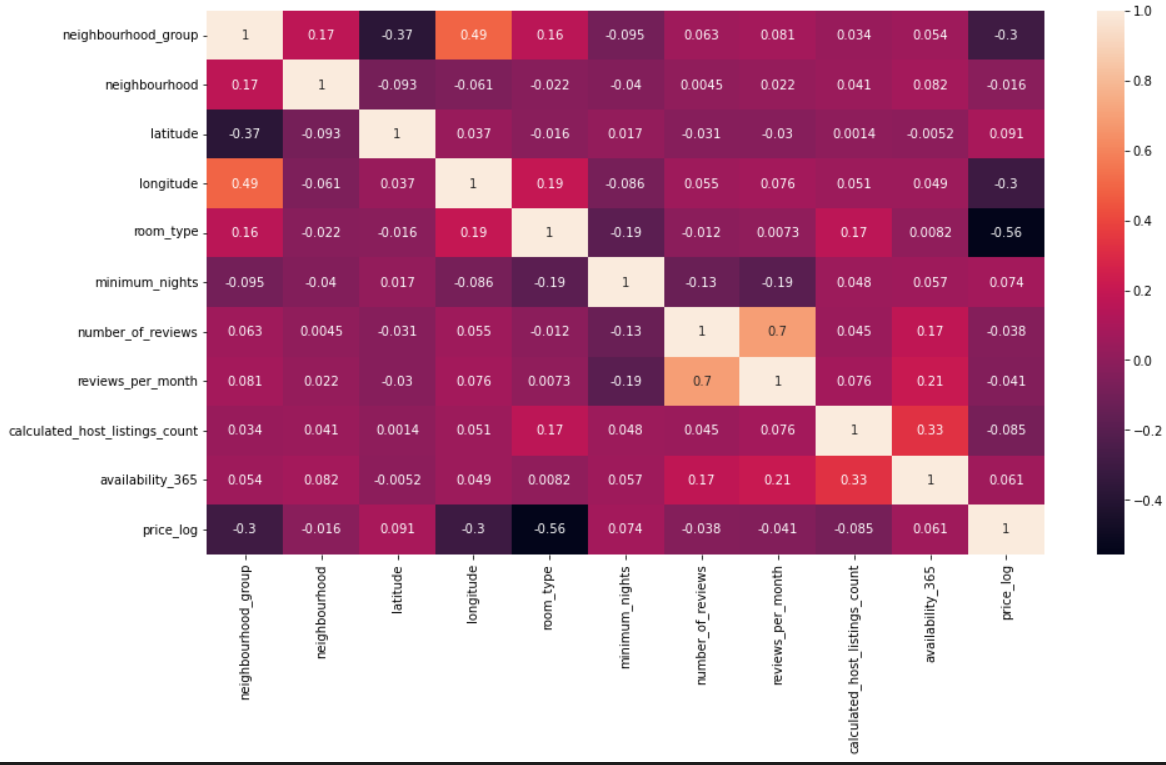 neighbourhood_group 1 0.17 -0.37 0.49 0.16 -0.095 0.063 0.081 0.034 0.054 -0.3
neighbourhood 0.17 1 -0.093 -0.061 -0.022 -0.04 0.0045 0.022 0.041 0.082 -0.016
latitude -0.37 -0.093 1 0.037 -0.016 0.017 -0.031 -0.03 0.0014 -0.0052 0.091
longitude 0.49 -0.061 0.037 1 0.19 -0.086 0.055 0.076 0.051 0.049 -0.3
room_type 0.16 -0.022 -0.016 0.19 1 -0.19 -0.012 0.0073 0.17 0.0082 -0.56
minimum_nights -0.095 -0.04 0.017 -0.086 -0.19 1 -0.13 -0.19 0.048 0.057 0.074
number_of_reviews 0.063 0.0045 -0.031 0.055 -0.012 -0.13 1 0.7 0.045 0.17 -0.038
reviews_per_month 0.081 0.022 -0.03 0.076 0.0073 -0.19 0.7 1 0.076 0.21 -0.041
calculated_host_listings_count 0.034 0.041 0.0014 0.051 0.17 0.048 0.045 0.076 1 0.33 -0.085
availability_365 0.054 0.082 -0.0052 0.049 0.0082 0.057 0.17 0.21 0.33 1 0.061
price_log -0.3 -0.016 0.091 -0.3 -0.56 0.074 -0.038 -0.041 -0.085 0.061 1
neighbourhood_group
neighbourhood
latitude
longitude
room_type
minimum_nights
number_of_reviews
reviews_per_month
calculated_host_listings_count
availability_365
price_log
1.0
0.8
0.6
0.4
0.2
0.0
−0.2
−0.4